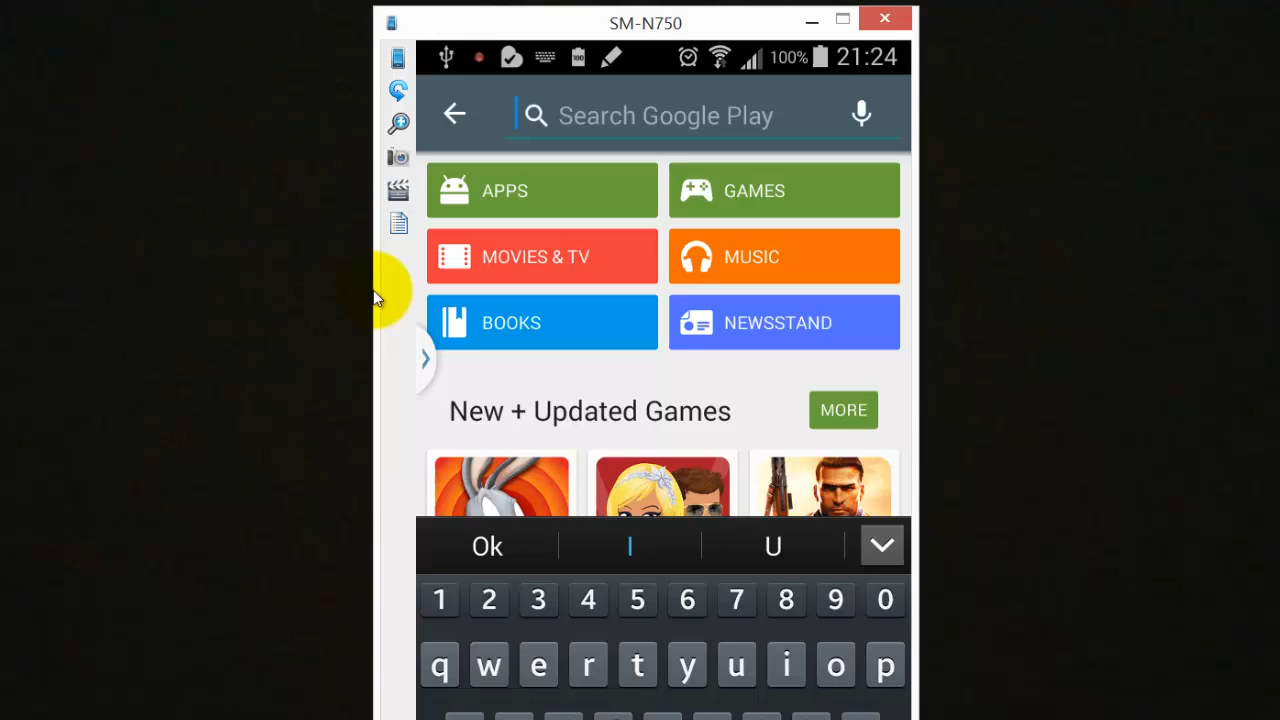 SM-N750
100
100% 21:24
Search Google Play
APPS GAMES
MOVIES & TV MUSIC
BOOKS NEWSSTAND
New + Updated Games MORE
Ok I U
1 2 3 4 5 6 7 8 9 0
q w e r t y u i o p